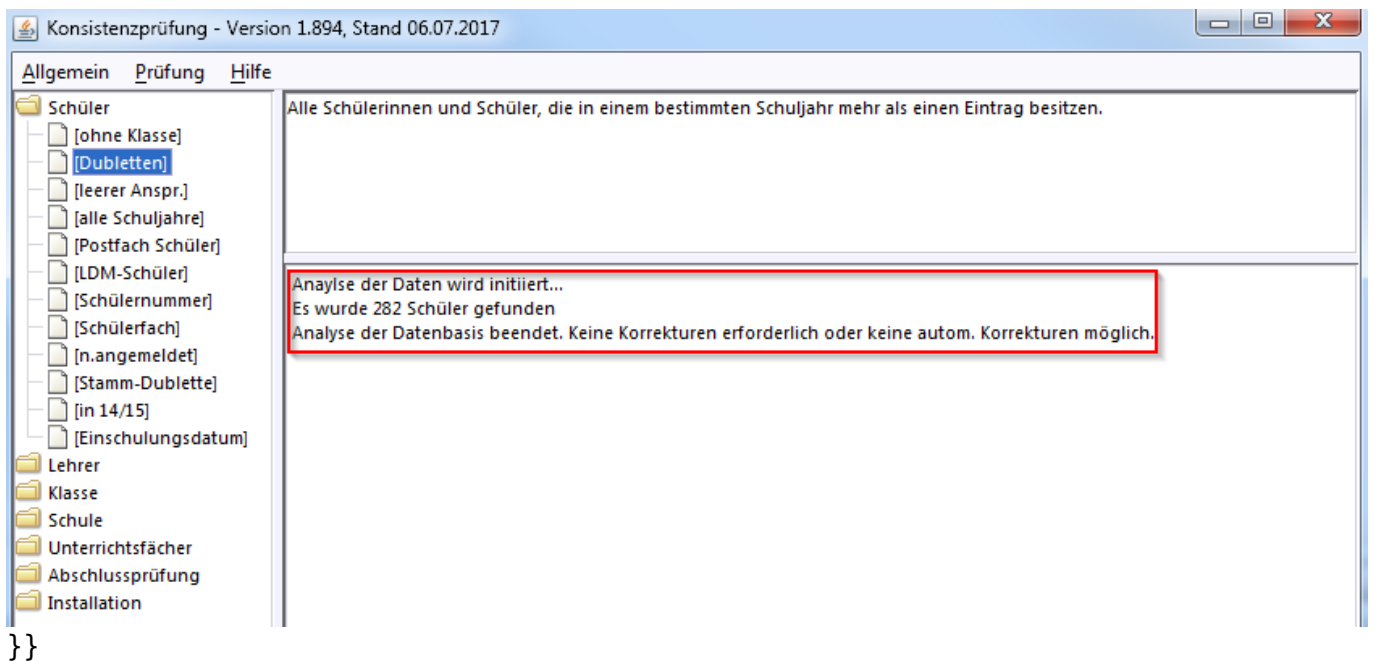 Konsistenzprüfung - Version 1.894, Stand 06.07.2017
Allgemein Prüfung Hilfe
Schüler
[ohne Klasse]
[Dubletten]
[leerer Anspr.]
[alle Schuljahre]
[Postfach Schüler]
[LDM-Schüler]
[Schülernummer]
[Schülerfach]
[n.angemeldet]
[Stamm-Dublette]
[in 14/15]
[Einschulungsdatum]
Lehrer
Klasse
Schule
Unterrichtsfächer
Abschlussprüfung
Installation
Alle Schülerinnen und Schüler, die in einem bestimmten Schuljahr mehr als einen Eintrag besitzen.
Anaylse der Daten wird initiiert...
Es wurde 282 Schüler gefunden
Analyse der Datenbasis beendet. Keine Korrekturen erforderlich oder keine autom. Korrekturen möglich.
}}